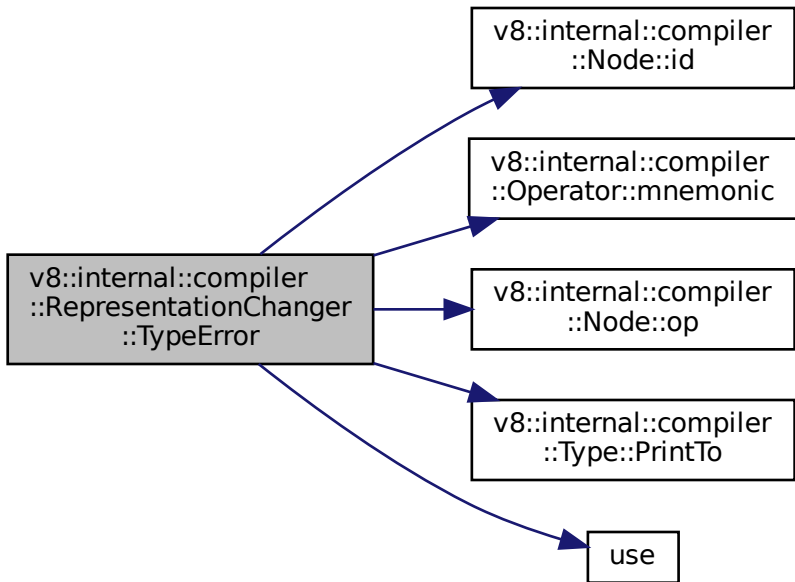 v8::internal::compiler
::Node::id
v8::internal::compiler
::Operator::mnemonic
v8::internal::compiler
::RepresentationChanger
::TypeError
v8::internal::compiler
::Node::op
v8::internal::compiler
::Type::PrintTo
use